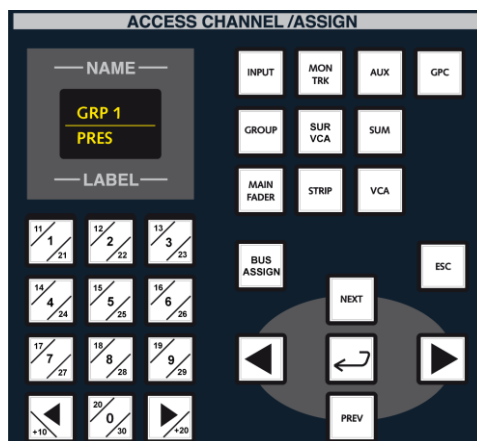 ACCESS CHANNEL /ASSIGN
NAME
GRP 1
PRES
LABEL
INPUT
MON
TRK
AUX
GPC
GROUP
SUR
VCA
SUM
MAIN
FADER
STRIP
VCA
11 1 21
12 2 22
13 3 23
BUS
ASSIGN
ESC
14 4 24
15 5 25
16 6 26
NEXT
17 7 27
18 8 28
19 9 29
+10
20 0 30
+20
PREV